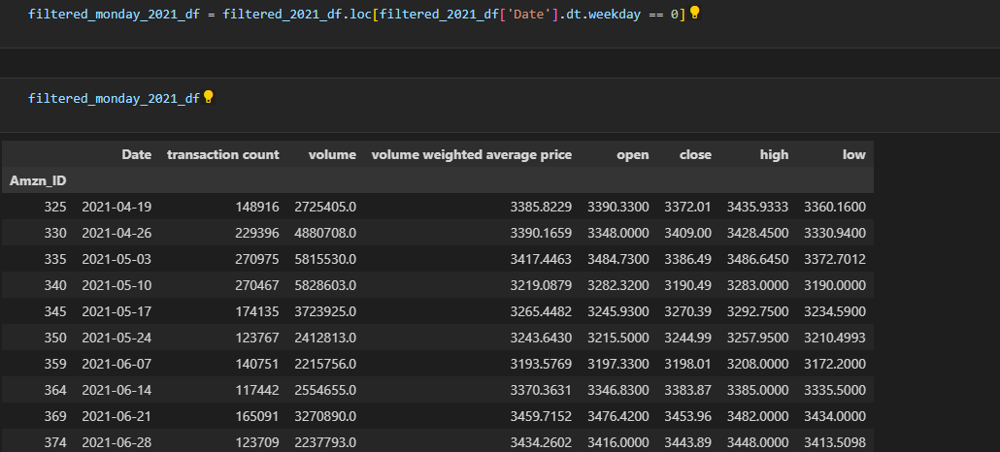 filtered_monday_2021_df = filtered_2021_df.loc[filtered_2021_df['Date'].dt.weekday == 0]
filtered_monday_2021_df
Date transaction count volume volume weighted average price open close high low
Amzn_ID
325 2021-04-19 148916 2725405.0 3385.8229 3390.3300 3372.01 3435.9333 3360.1600
330 2021-04-26 229396 4880708.0 3390.1659 3348.0000 3409.00 3428.4500 3330.9400
335 2021-05-03 270975 5815530.0 3417.4463 3484.7300 3386.49 3486.6450 3372.7012
340 2021-05-10 270467 5828603.0 3219.0879 3282.3200 3190.49 3283.0000 3190.0000
345 2021-05-17 174135 3723925.0 3265.4482 3245.9300 3270.39 3292.7500 3234.5900
350 2021-05-24 123767 2412813.0 3243.6430 3215.5000 3244.99 3257.9500 3210.4993
359 2021-06-07 140751 2215756.0 3193.5769 3197.3300 3198.01 3208.0000 3172.2000
364 2021-06-14 117442 2554655.0 3370.3631 3346.8300 3383.87 3385.0000 3335.5000
369 2021-06-21 165091 3270890.0 3459.7152 3476.4200 3453.96 3482.0000 3434.0000
374 2021-06-28 123709 2237793.0 3434.2602 3416.0000 3443.89 3448.0000 3413.5098